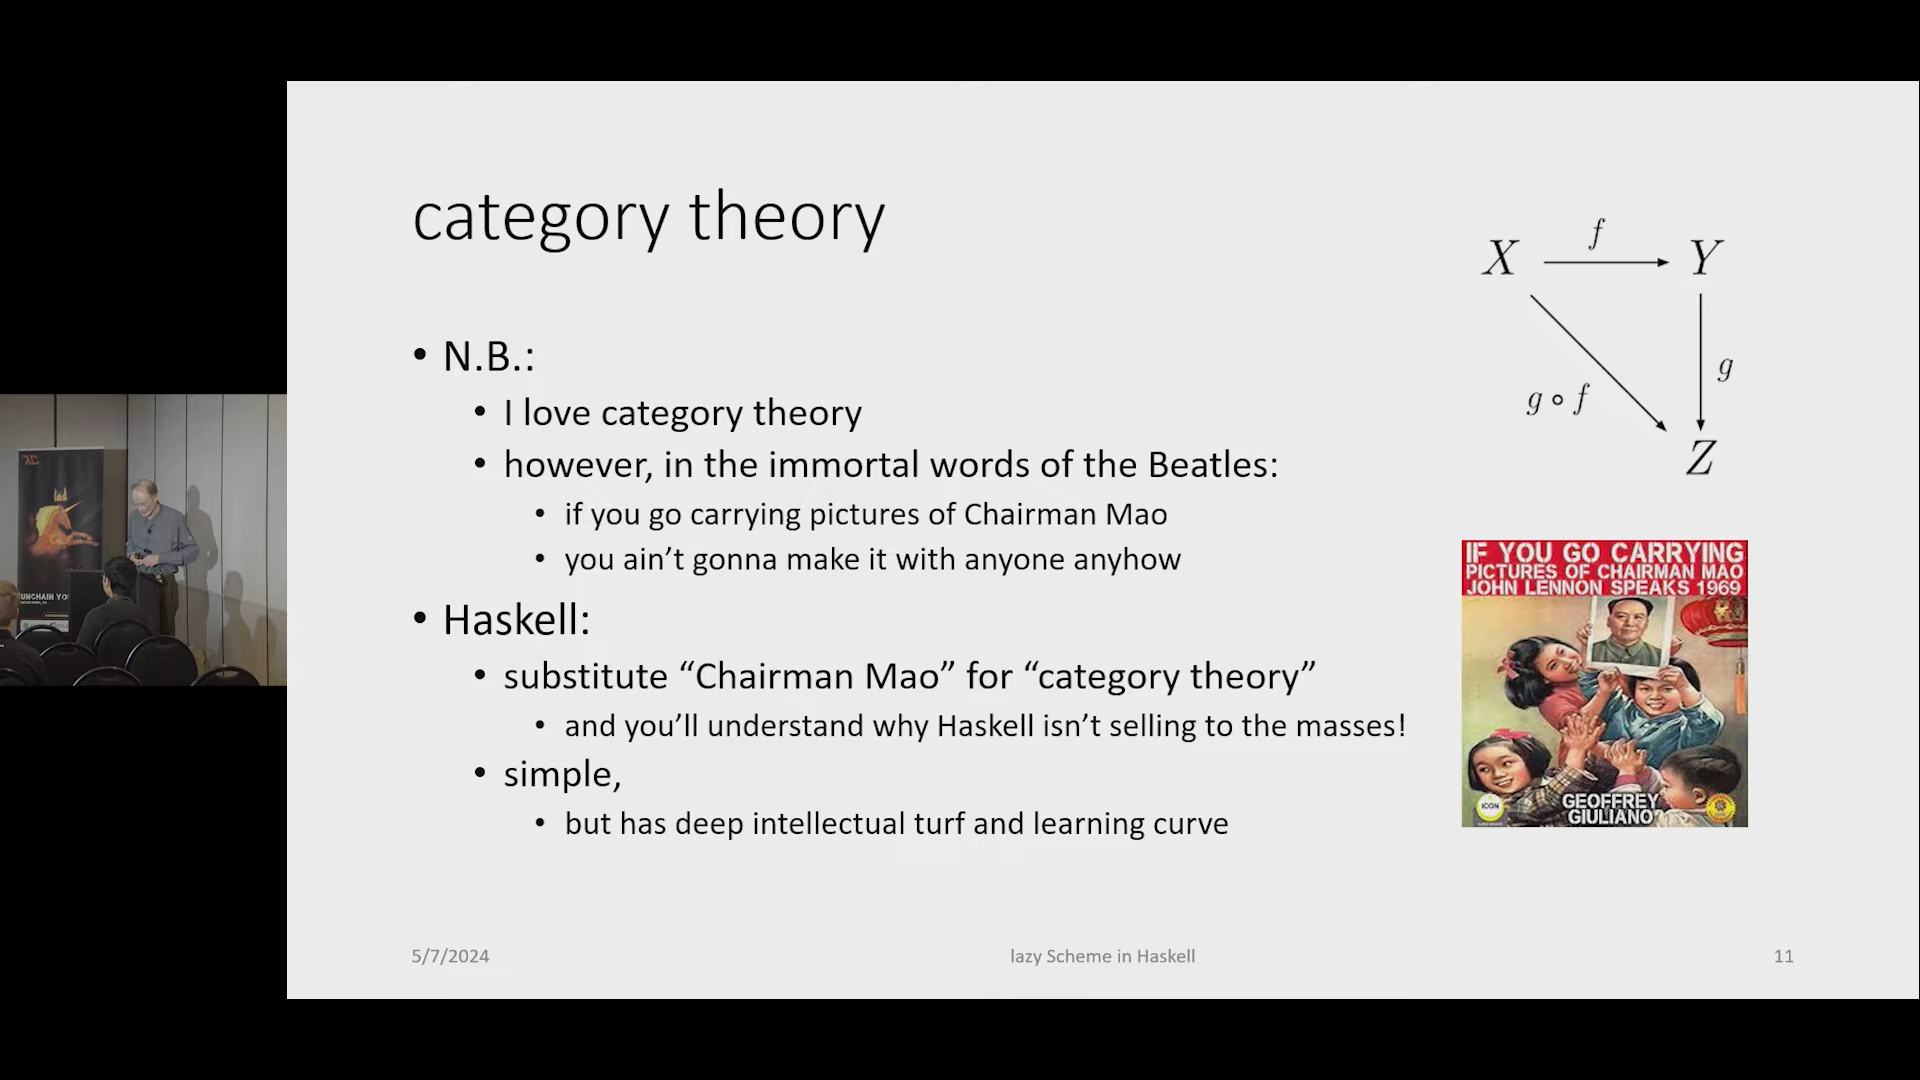 category theory
• N.B.:
• I love category theory
• however, in the immortal words of the Beatles:
• if you go carrying pictures of Chairman Mao
• you ain’t gonna make it with anyone anyhow
• Haskell:
• substitute “Chairman Mao” for “category theory”
• and you’ll understand why Haskell isn’t selling to the masses!
• simple,
• but has deep intellectual turf and learning curve
X f Y
g
g ∘ f
Z
IF YOU GO CARRYING
PICTURES OF CHAIRMAN MAO
JOHN LENNON SPEAKS 1969
ICON
GEOFFREY
GIULIANO
λC
UNCHAIN YO
5/7/2024
lazy Scheme in Haskell
11